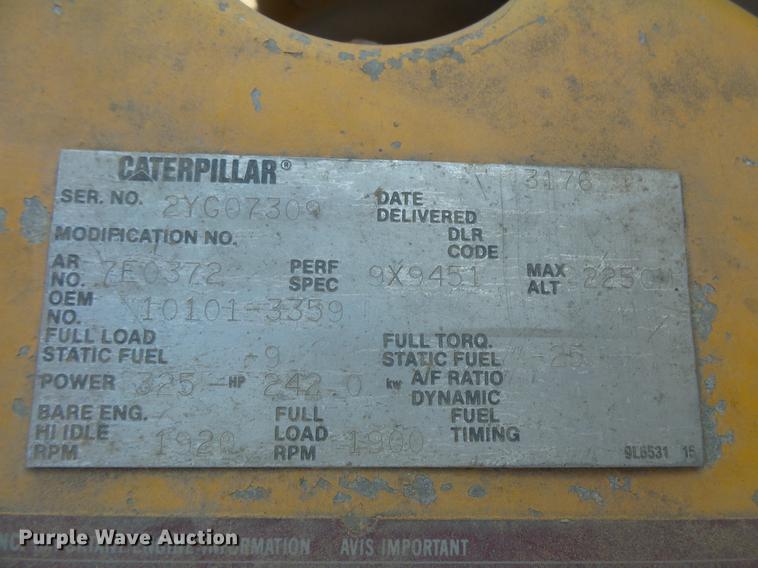 CATERPILLAR® 3176
SER. NO. 2YG07309 DATE DELIVERED
MODIFICATION NO. DLR CODE
AR NO. 7E0372 PERF SPEC 9X9451 MAX ALT 2250
OEM NO. 10101-3359
FULL LOAD STATIC FUEL -9 FULL TORQ. STATIC FUEL -25
POWER 325 HP 242.0 kw A/F RATIO DYNAMIC
BARE ENG. HI IDLE RPM 1920 FULL LOAD RPM 1900 FUEL TIMING
9L6531 15
Purple Wave Auction
IMPORTANT ENGINE INFORMATION AVIS IMPORTANT